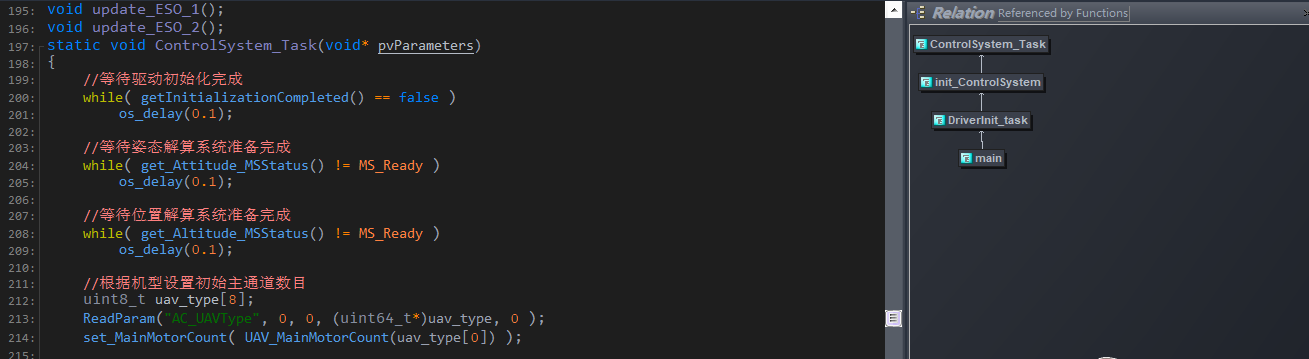 195: void update_ESO_1();
196: void update_ESO_2();
197: static void ControlSystem_Task(void* pvParameters)
198: {
199: //等待驱动初始化完成
200: while( getInitializationCompleted() == false )
201: os_delay(0.1);
202:
203: //等待姿态解算系统准备完成
204: while( get_Attitude_MSStatus() != MS_Ready )
205: os_delay(0.1);
206:
207: //等待位置解算系统准备完成
208: while( get_Altitude_MSStatus() != MS_Ready )
209: os_delay(0.1);
210:
211: //根据机型设置初始主通道数目
212: uint8_t uav_type[8];
213: ReadParam("AC_UAVType", 0, 0, (uint64_t*)uav_type, 0 );
214: set_MainMotorCount( UAV_MainMotorCount(uav_type[0]) );
215:
Relation Referenced by Functions
ControlSystem_Task
init_ControlSystem
DriverInit_task
main